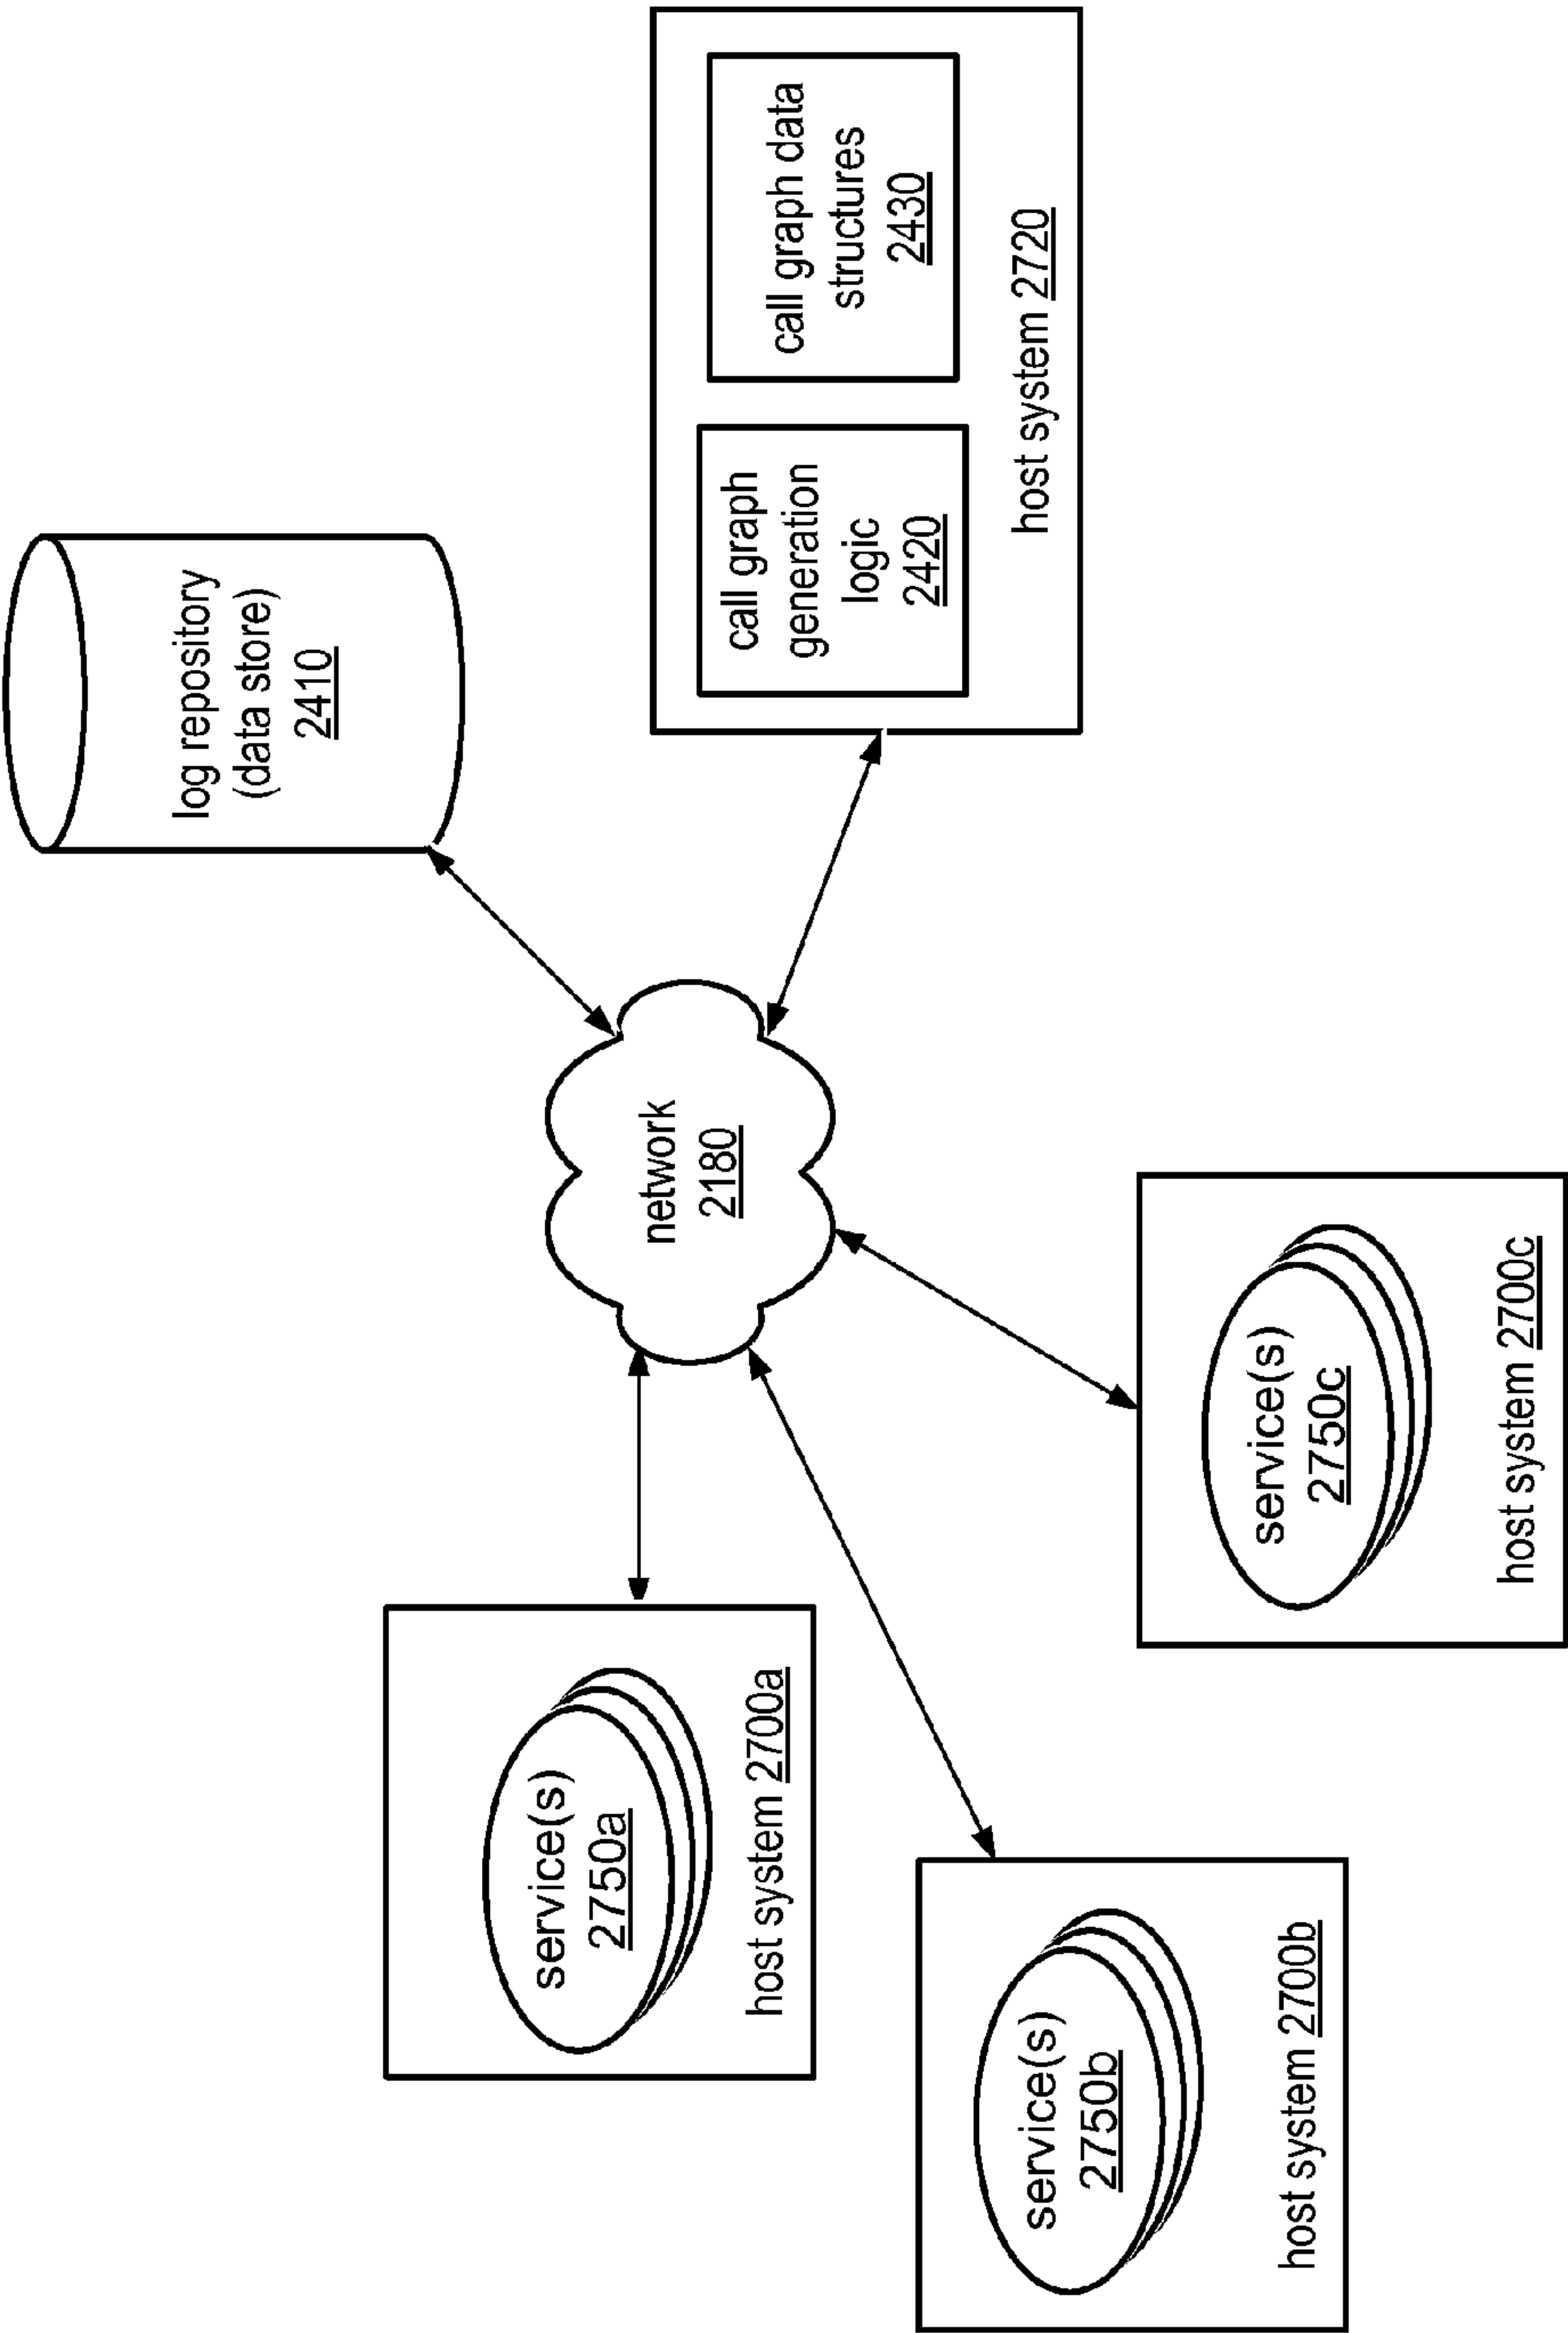 log repository
(data store)
2410
service(s)
2750a
host system 2700a
network
2180
call graph
generation
logic
2420
call graph data
structures
2430
host system 2720
service(s)
2750b
host system 2700b
service(s)
2750c
host system 2700c